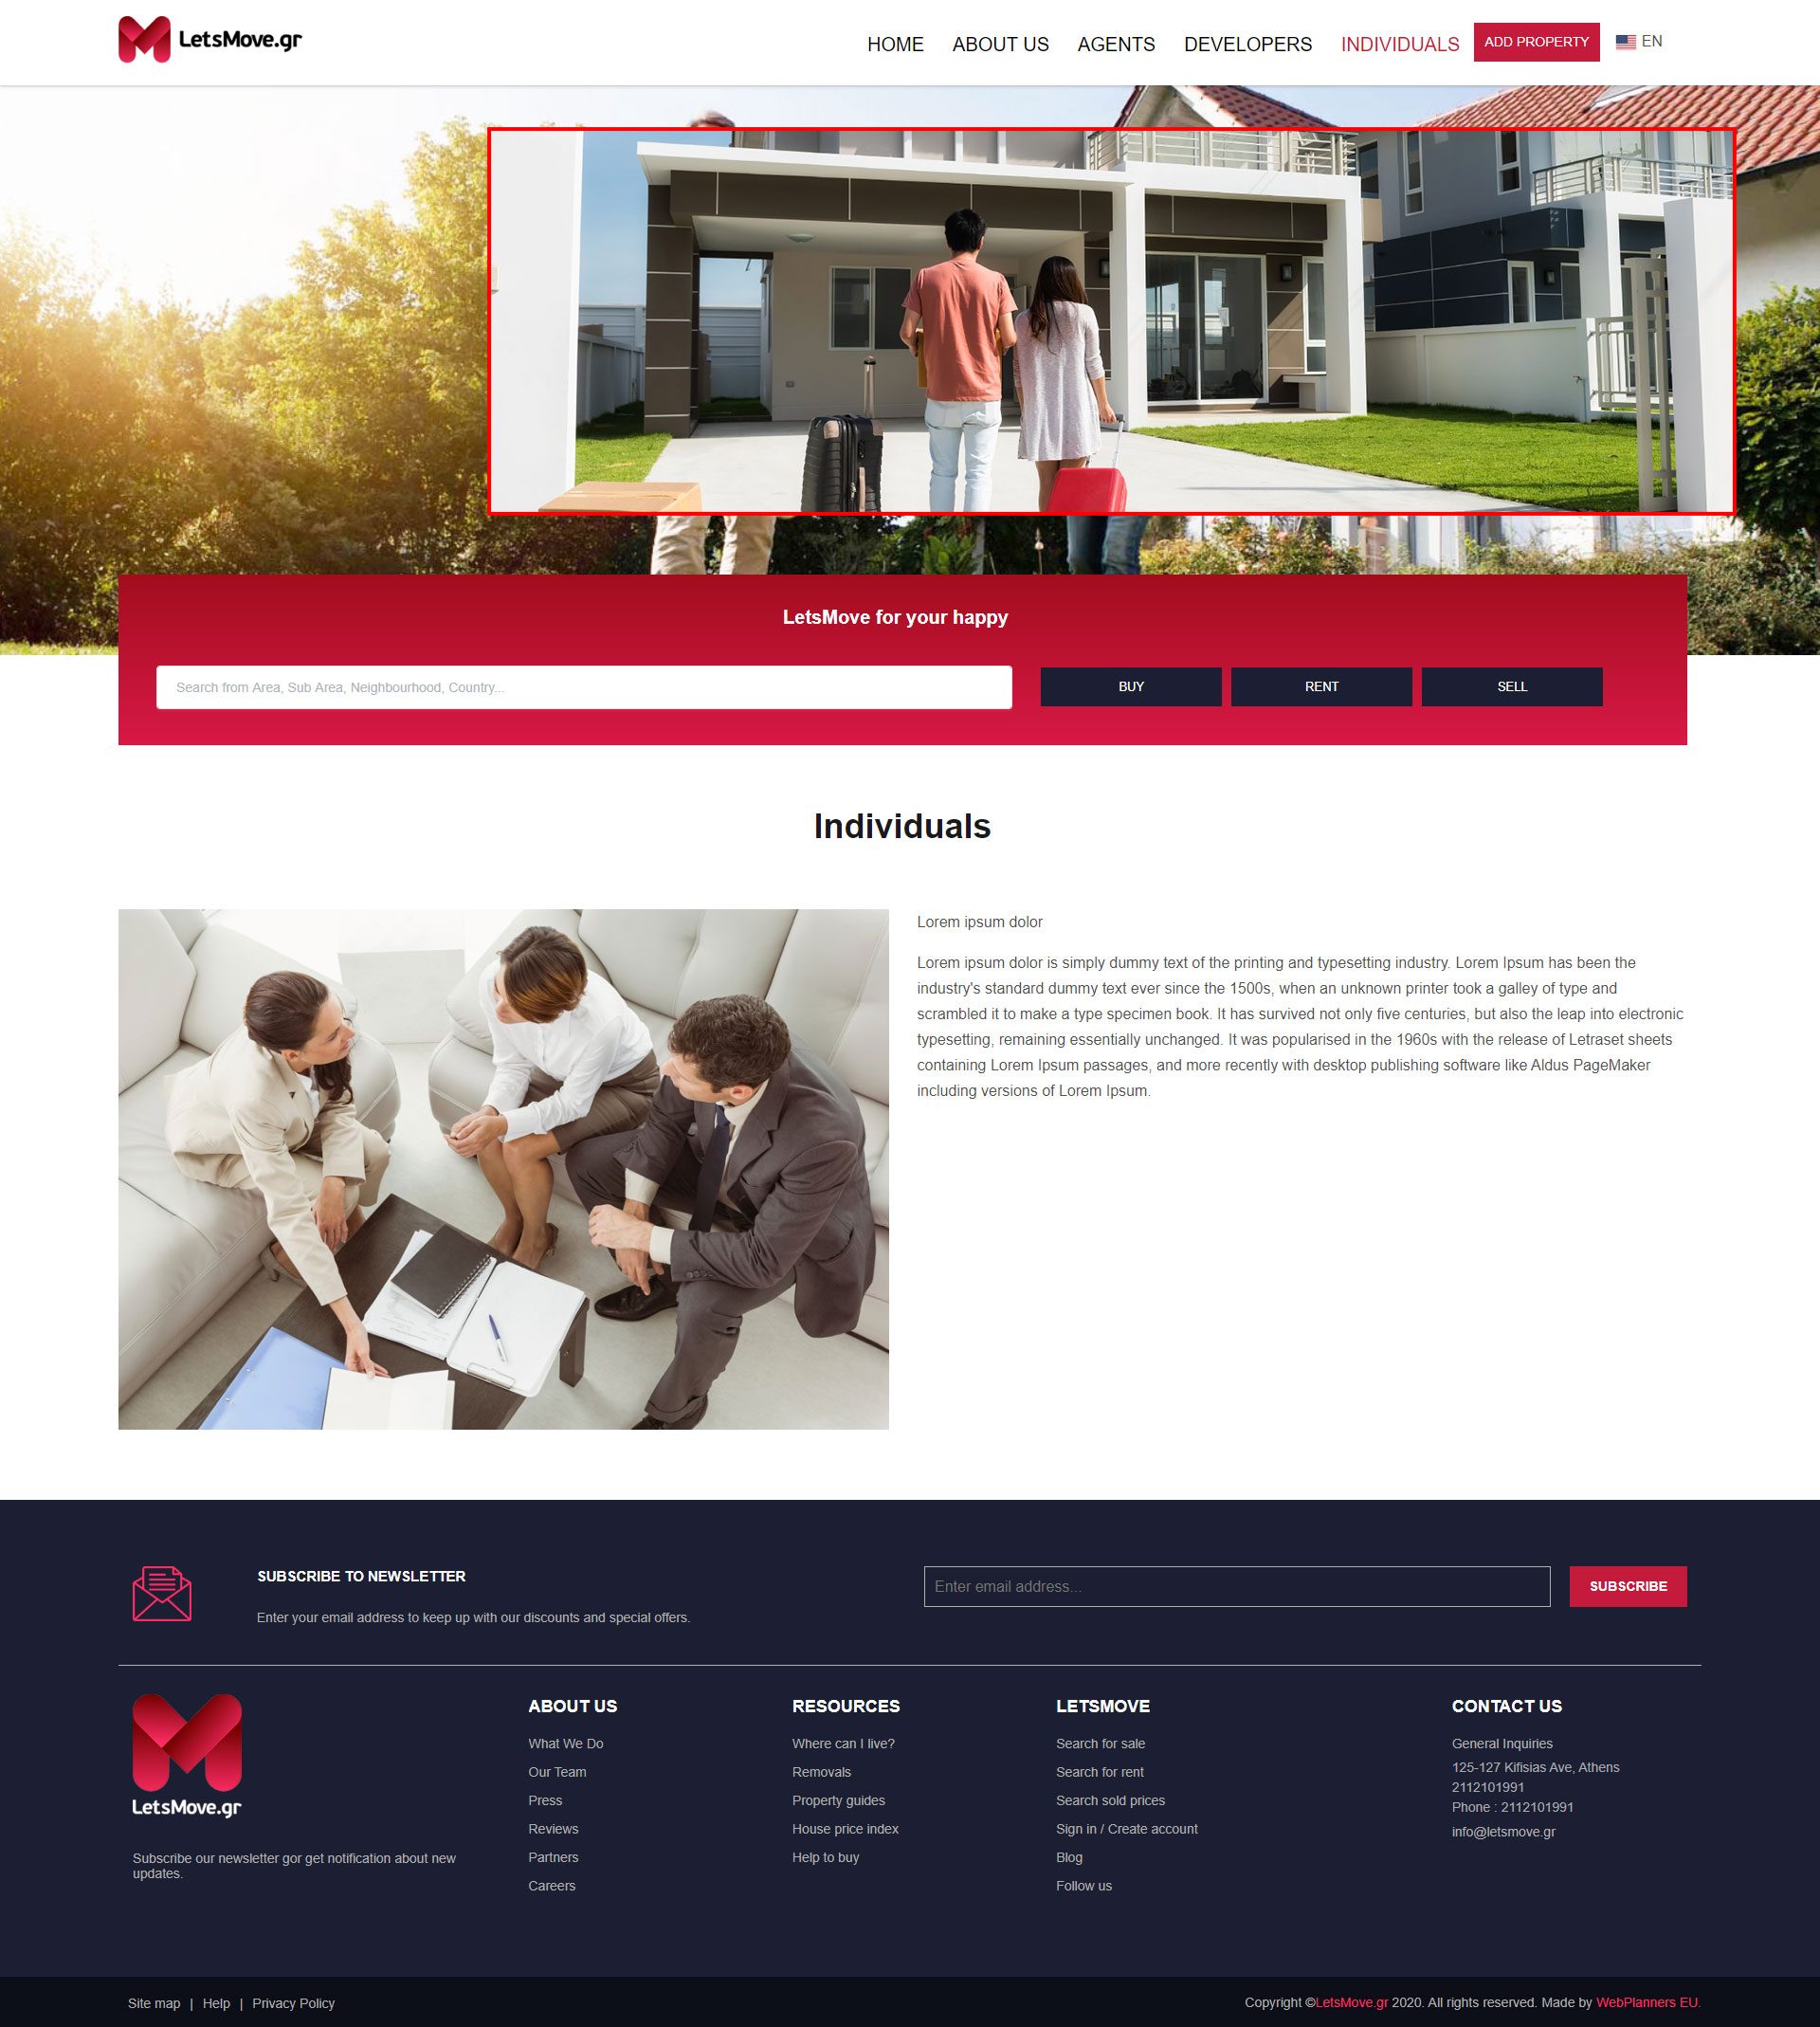 LetsMove.gr
HOME
ABOUT US
AGENTS
DEVELOPERS
INDIVIDUALS
ADD PROPERTY
EN
LetsMove for your happy
Search from Area, Sub Area, Neighbourhood, Country...
BUY
RENT
SELL
Individuals
Lorem ipsum dolor
Lorem ipsum dolor is simply dummy text of the printing and typesetting industry. Lorem Ipsum has been the
industry's standard dummy text ever since the 1500s, when an unknown printer took a galley of type and
scrambled it to make a type specimen book. It has survived not only five centuries, but also the leap into electronic
typesetting, remaining essentially unchanged. It was popularised in the 1960s with the release of Letraset sheets
containing Lorem Ipsum passages, and more recently with desktop publishing software like Aldus PageMaker
including versions of Lorem Ipsum.
SUBSCRIBE TO NEWSLETTER
Enter your email address to keep up with our discounts and special offers.
Enter email address...
SUBSCRIBE
LetsMove.gr
Subscribe our newsletter gor get notification about new
updates.
ABOUT US
What We Do
Our Team
Press
Reviews
Partners
Careers
RESOURCES
Where can I live?
Removals
Property guides
House price index
Help to buy
LETSMOVE
Search for sale
Search for rent
Search sold prices
Sign in / Create account
Blog
Follow us
CONTACT US
General Inquiries
125-127 Kifisias Ave, Athens
2112101991
Phone : 2112101991
info@letsmove.gr
Site map | Help | Privacy Policy
Copyright ©LetsMove.gr 2020. All rights reserved. Made by WebPlanners EU.